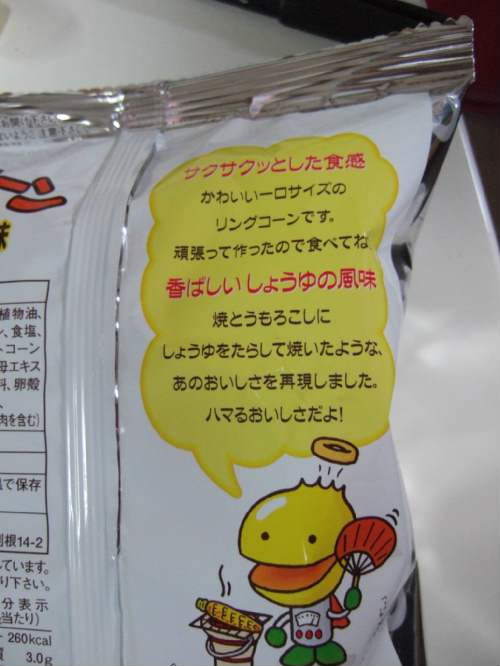 サクサクッとした食感
かわいい一口サイズの
リングコーンです。
頑張って作ったので食べてね
香ばしいしょうゆの風味
焼とうもろこしに
しょうゆをたらして焼いたような、
あのおいしさを再現しました。
ハマるおいしさだよ!
ーン
味
植物油、
、食塩、
コーン
母エキス
料、卵殻
肉を含む)
で保存
根14-2
ています。
り下さい。
分表示
当たり)
260kcal
質 3.0g